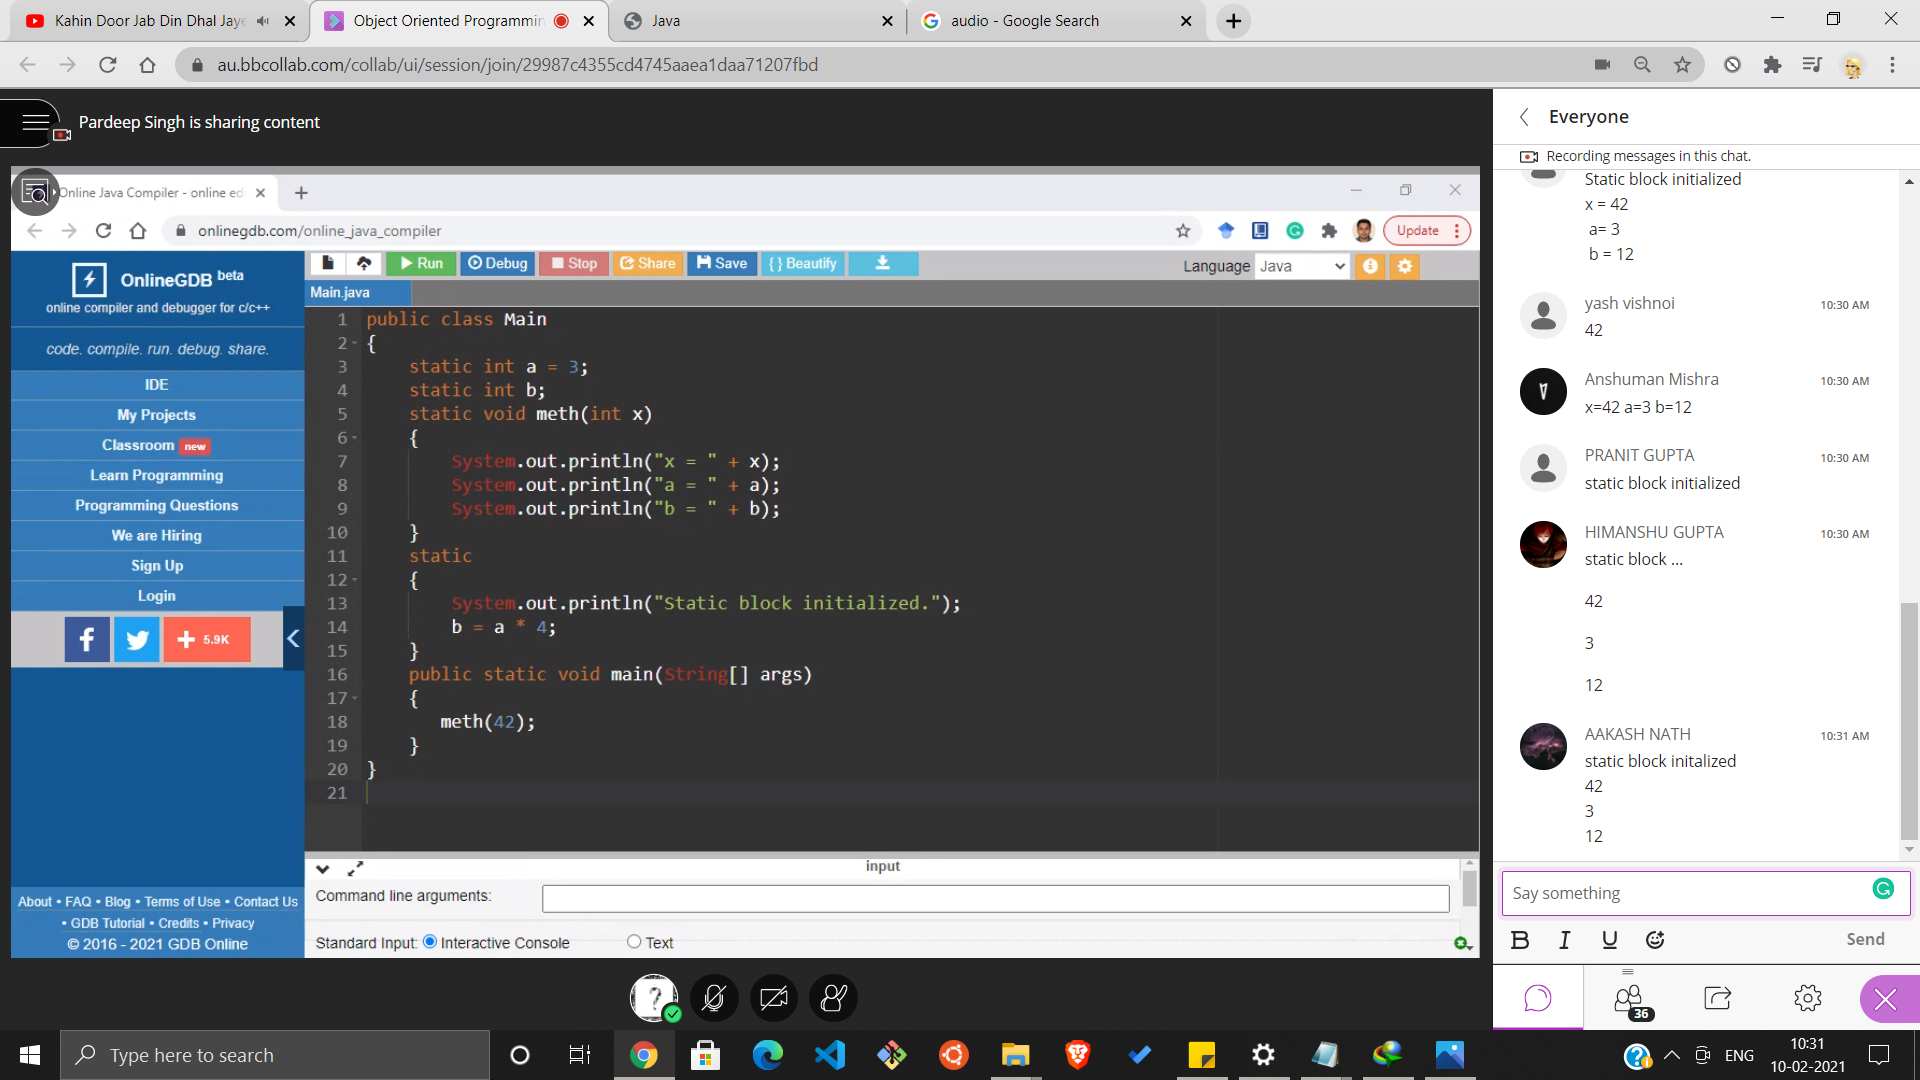 Kahin Door Jab Din Dhal Jaye
Object Oriented Programmin
Java
audio - Google Search
au.bbcollab.com/collab/ui/session/join/29987c4355cd4745aaea1daa71207fbd
Pardeep Singh is sharing content
Online Java Compiler - online ed
onlinegdb.com/online_java_compiler
Update
OnlineGDB beta
online compiler and debugger for c/c++
code. compile. run. debug. share.
IDE
My Projects
Classroom new
Learn Programming
Programming Questions
We are Hiring
Sign Up
Login
5.9K
About • FAQ • Blog • Terms of Use • Contact Us
• GDB Tutorial • Credits • Privacy
© 2016 - 2021 GDB Online
Run
Debug
Stop
Share
Save
{ } Beautify
Language Java
Main.java
1 public class Main
2 {
3 static int a = 3;
4 static int b;
5 static void meth(int x)
6 {
7 System.out.println("x = " + x);
8 System.out.println("a = " + a);
9 System.out.println("b = " + b);
10 }
11 static
12 {
13 System.out.println("Static block initialized.");
14 b = a * 4;
15 }
16 public static void main(String[] args)
17 {
18 meth(42);
19 }
20 }
21
input
Command line arguments:
Standard Input: Interactive Console Text
Everyone
Recording messages in this chat.
Static block initialized
x = 42
a= 3
b = 12
yash vishnoi 10:30 AM
42
Anshuman Mishra 10:30 AM
x=42 a=3 b=12
PRANIT GUPTA 10:30 AM
static block initialized
HIMANSHU GUPTA 10:30 AM
static block ...
42
3
12
AAKASH NATH 10:31 AM
static block initalized
42
3
12
Say something
B I U
Send
36
Type here to search
ENG
10:31
10-02-2021